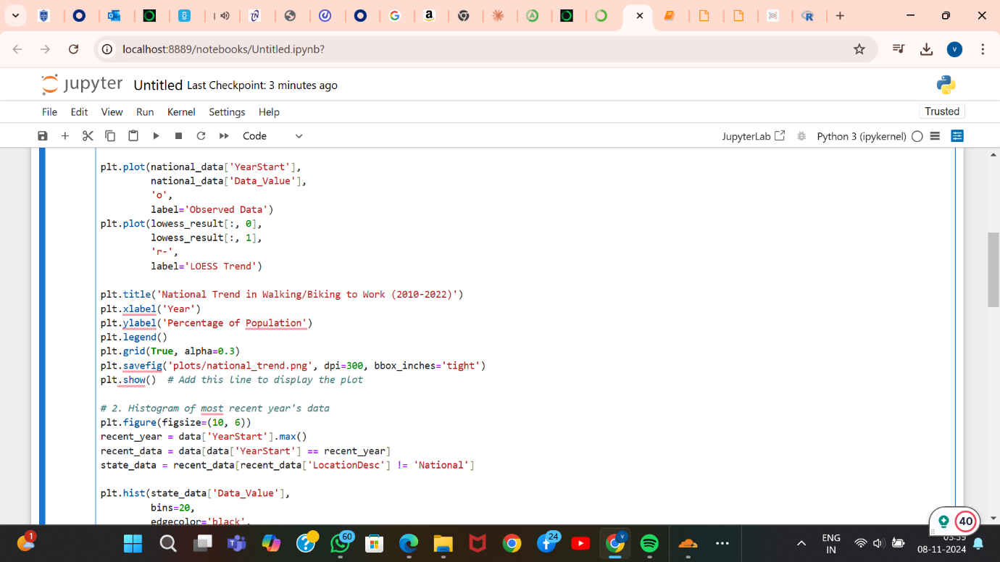 localhost:8889/notebooks/Untitled.ipynb?
V
jupyter Untitled Last Checkpoint: 3 minutes ago
File Edit View Run Kernel Settings Help Trusted
Code JupyterLab Python 3 (ipykernel)
plt.plot(national_data['YearStart'],
national_data['Data_Value'],
'o',
label='Observed Data')
plt.plot(lowess_result[:, 0],
lowess_result[:, 1],
'r-',
label='LOESS Trend')
plt.title('National Trend in Walking/Biking to Work (2010-2022)')
plt.xlabel('Year')
plt.ylabel('Percentage of Population')
plt.legend()
plt.grid(True, alpha=0.3)
plt.savefig('plots/national_trend.png', dpi=300, bbox_inches='tight')
plt.show()  # Add this line to display the plot
# 2. Histogram of most recent year's data
plt.figure(figsize=(10, 6))
recent_year = data['YearStart'].max()
recent_data = data[data['YearStart'] == recent_year]
state_data = recent_data[recent_data['LocationDesc'] != 'National']
plt.hist(state_data['Data_Value'],
bins=20,
edgecolor='black',
40
1
60
24
ENG
IN
03:59
08-11-2024